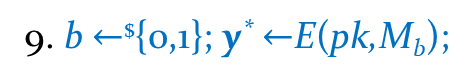 9. b ←$ {0,1}; y* ←E(pk,M_b);